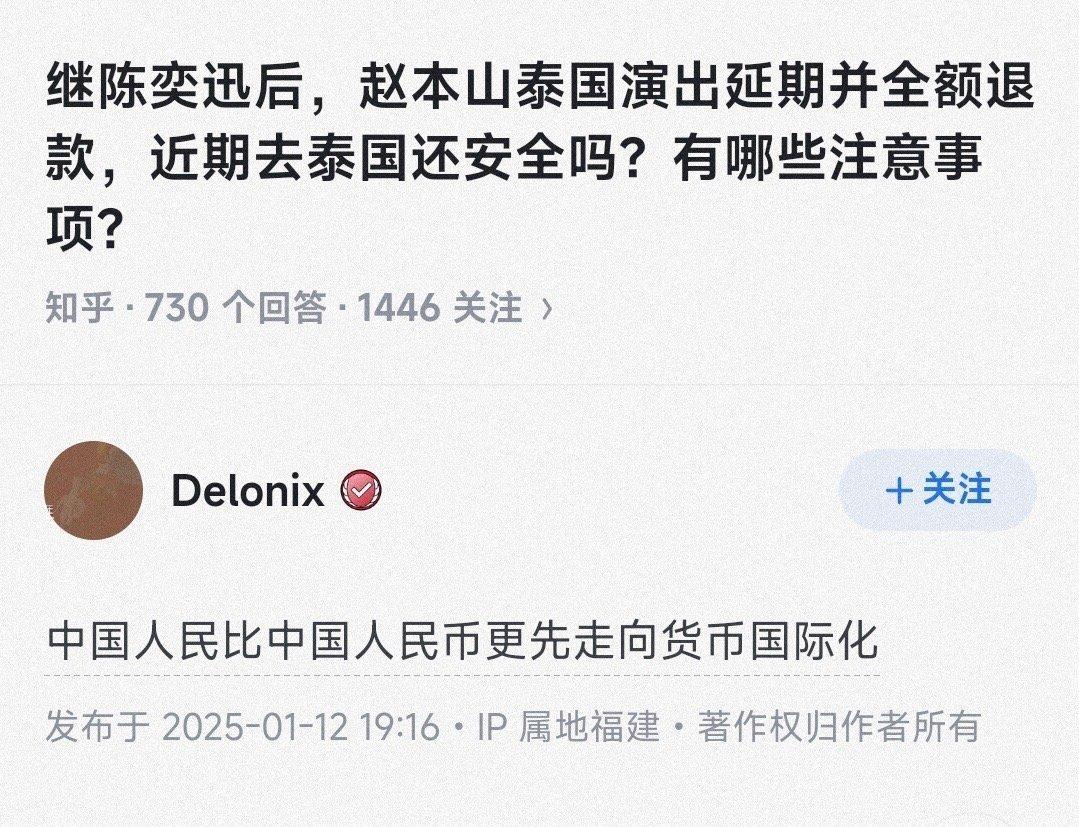 继陈奕迅后，赵本山泰国演出延期并全额退
款，近期去泰国还安全吗？有哪些注意事
项？
知乎 · 730 个回答 · 1446 关注 ›
Delonix
＋关注
中国人民比中国人民币更先走向货币国际化
发布于 2025-01-12 19:16 · IP 属地福建 · 著作权归作者所有